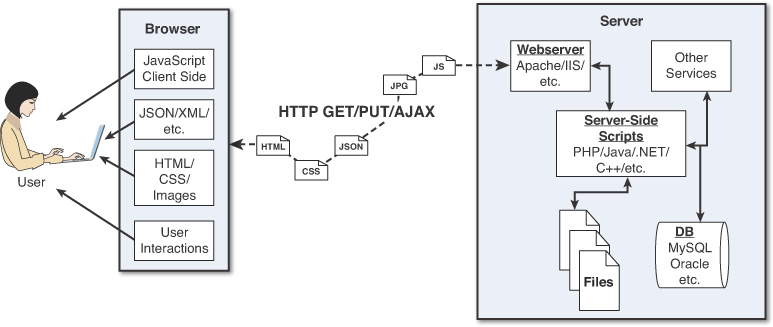 Browser
JavaScript
Client Side
JSON/XML/
etc.
HTML/
CSS/
Images
User
Interactions
User
HTTP GET/PUT/AJAX
HTML
CSS
JSON
JPG
JS
Server
Webserver
Apache/IIS/
etc.
Other
Services
Server-Side
Scripts
PHP/Java/.NET/
C++/etc.
Files
DB
MySQL
Oracle
etc.